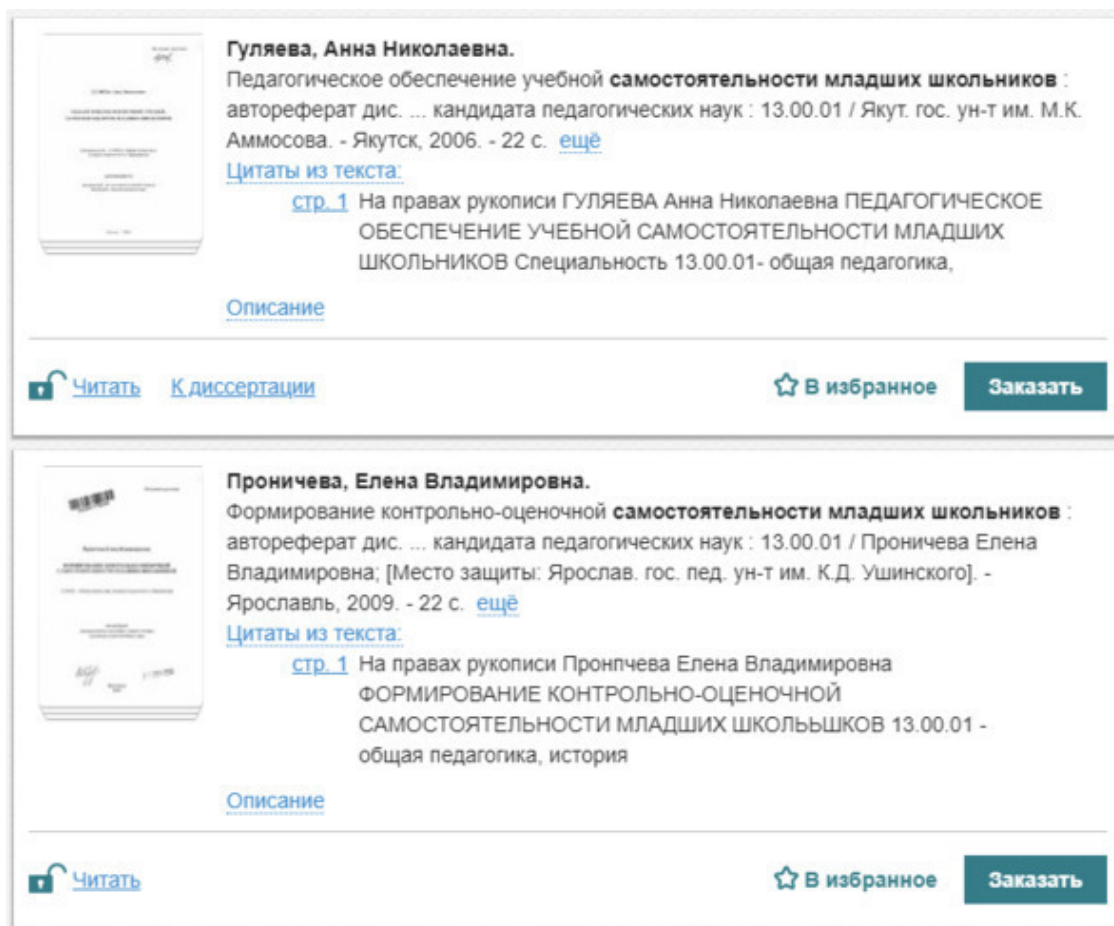 Гуляева, Анна Николаевна.
Педагогическое обеспечение учебной самостоятельности младших школьников :
автореферат дис. ... кандидата педагогических наук : 13.00.01 / Якут. гос. ун-т им. М.К.
Аммосова. - Якутск, 2006. - 22 с. ещё
Цитаты из текста:
стр. 1 На правах рукописи ГУЛЯЕВА Анна Николаевна ПЕДАГОГИЧЕСКОЕ
ОБЕСПЕЧЕНИЕ УЧЕБНОЙ САМОСТОЯТЕЛЬНОСТИ МЛАДШИХ
ШКОЛЬНИКОВ Специальность 13.00.01- общая педагогика,
Описание
Читать К диссертации В избранное Заказать
Проничева, Елена Владимировна.
Формирование контрольно-оценочной самостоятельности младших школьников :
автореферат дис. ... кандидата педагогических наук : 13.00.01 / Проничева Елена
Владимировна; [Место защиты: Ярослав. гос. пед. ун-т им. К.Д. Ушинского]. -
Ярославль, 2009. - 22 с. ещё
Цитаты из текста:
стр. 1 На правах рукописи Пронпчева Елена Владимировна
ФОРМИРОВАНИЕ КОНТРОЛЬНО-ОЦЕНОЧНОЙ
САМОСТОЯТЕЛЬНОСТИ МЛАДШИХ ШКОЛЬЬШКОВ 13.00.01 -
общая педагогика, история
Описание
Читать В избранное Заказать